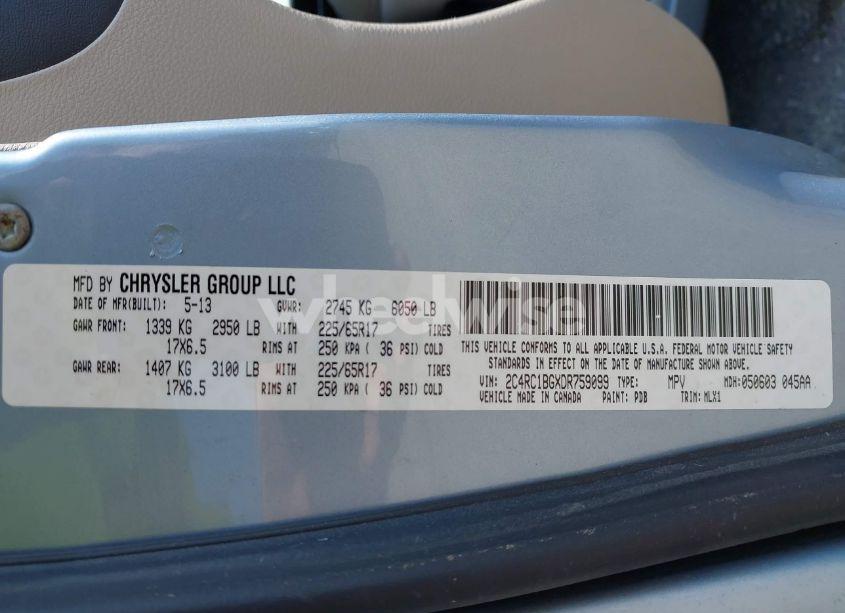 MFD BY CHRYSLER GROUP LLC
DATE OF MFR(BUILT): 5-13 GVWR: 2745 KG 6050 LB
GAWR FRONT: 1339 KG 2950 LB WITH 225/65R17 TIRES
17X6.5 RIMS AT 250 KPA ( 36 PSI) COLD
GAWR REAR: 1407 KG 3100 LB WITH 225/65R17 TIRES
17X6.5 RIMS AT 250 KPA ( 36 PSI) COLD
THIS VEHICLE CONFORMS TO ALL APPLICABLE U.S.A. FEDERAL MOTOR VEHICLE SAFETY
STANDARDS IN EFFECT ON THE DATE OF MANUFACTURE SHOWN ABOVE.
VIN: 2C4RC1BGXDR759099 TYPE: MPV MDH: 050603 045AA
VEHICLE MADE IN CANADA PAINT: PDB TRIM: MLX1